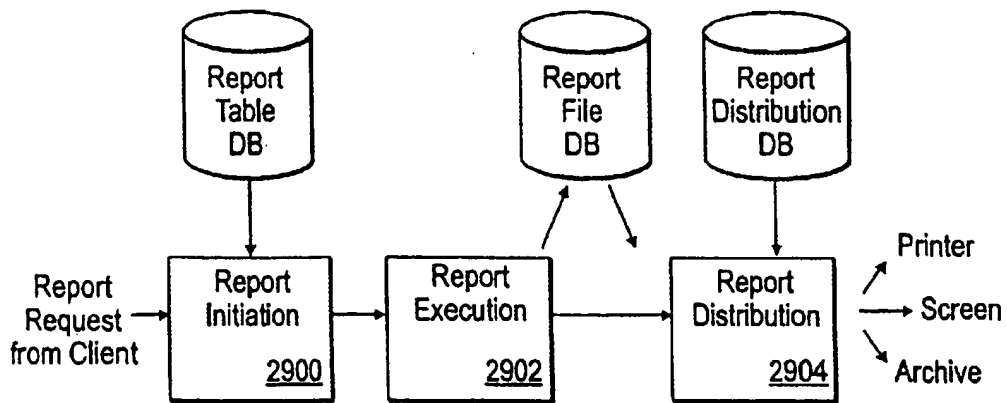 Report
Table
DB
Report
File
DB
Report
Distribution
DB
Report
Request
from Client
Report
Initiation
2900
Report
Execution
2902
Report
Distribution
2904
Printer
Screen
Archive